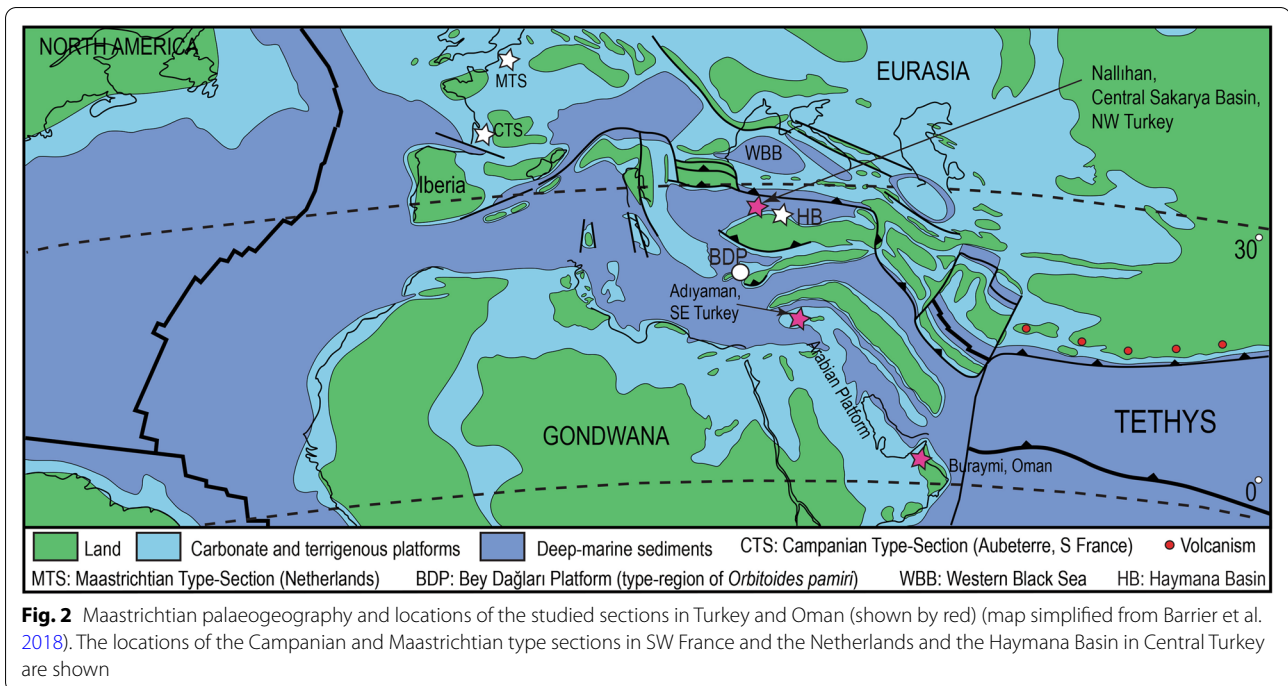 NORTH AMERICA
MTS
EURASIA
Nallıhan,
Central Sakarya Basin,
NW Turkey
CTS
WBB
Iberia
HB
30°
BDP
Adıyaman,
SE Turkey
Arabian Platform
GONDWANA
TETHYS
Buraymi, Oman
0°
Land
Carbonate and terrigenous platforms
Deep-marine sediments
CTS: Campanian Type-Section (Aubeterre, S France)
Volcanism
MTS: Maastrichtian Type-Section (Netherlands)
BDP: Bey Dağları Platform (type-region of Orbitoides pamiri)
WBB: Western Black Sea
HB: Haymana Basin
Fig. 2 Maastrichtian palaeogeography and locations of the studied sections in Turkey and Oman (shown by red) (map simplified from Barrier et al.
2018). The locations of the Campanian and Maastrichtian type sections in SW France and the Netherlands and the Haymana Basin in Central Turkey
are shown